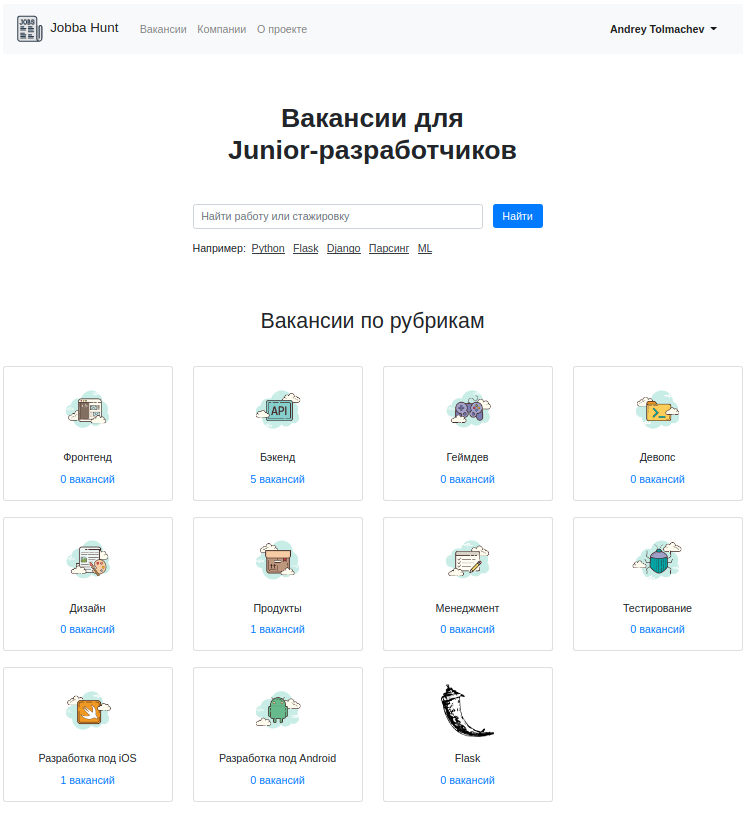 JOBS Jobba Hunt Вакансии Компании О проекте Andrey Tolmachev
Вакансии для
Junior-разработчиков
Найти работу или стажировку Найти
Например: Python Flask Django Парсинг ML
Вакансии по рубрикам
API
Фронтенд Бэкенд Геймдев Девопс
0 вакансий 5 вакансий 0 вакансий 0 вакансий
Дизайн Продукты Менеджмент Тестирование
0 вакансий 1 вакансий 0 вакансий 0 вакансий
Разработка под iOS Разработка под Android Flask
1 вакансий 0 вакансий 0 вакансий